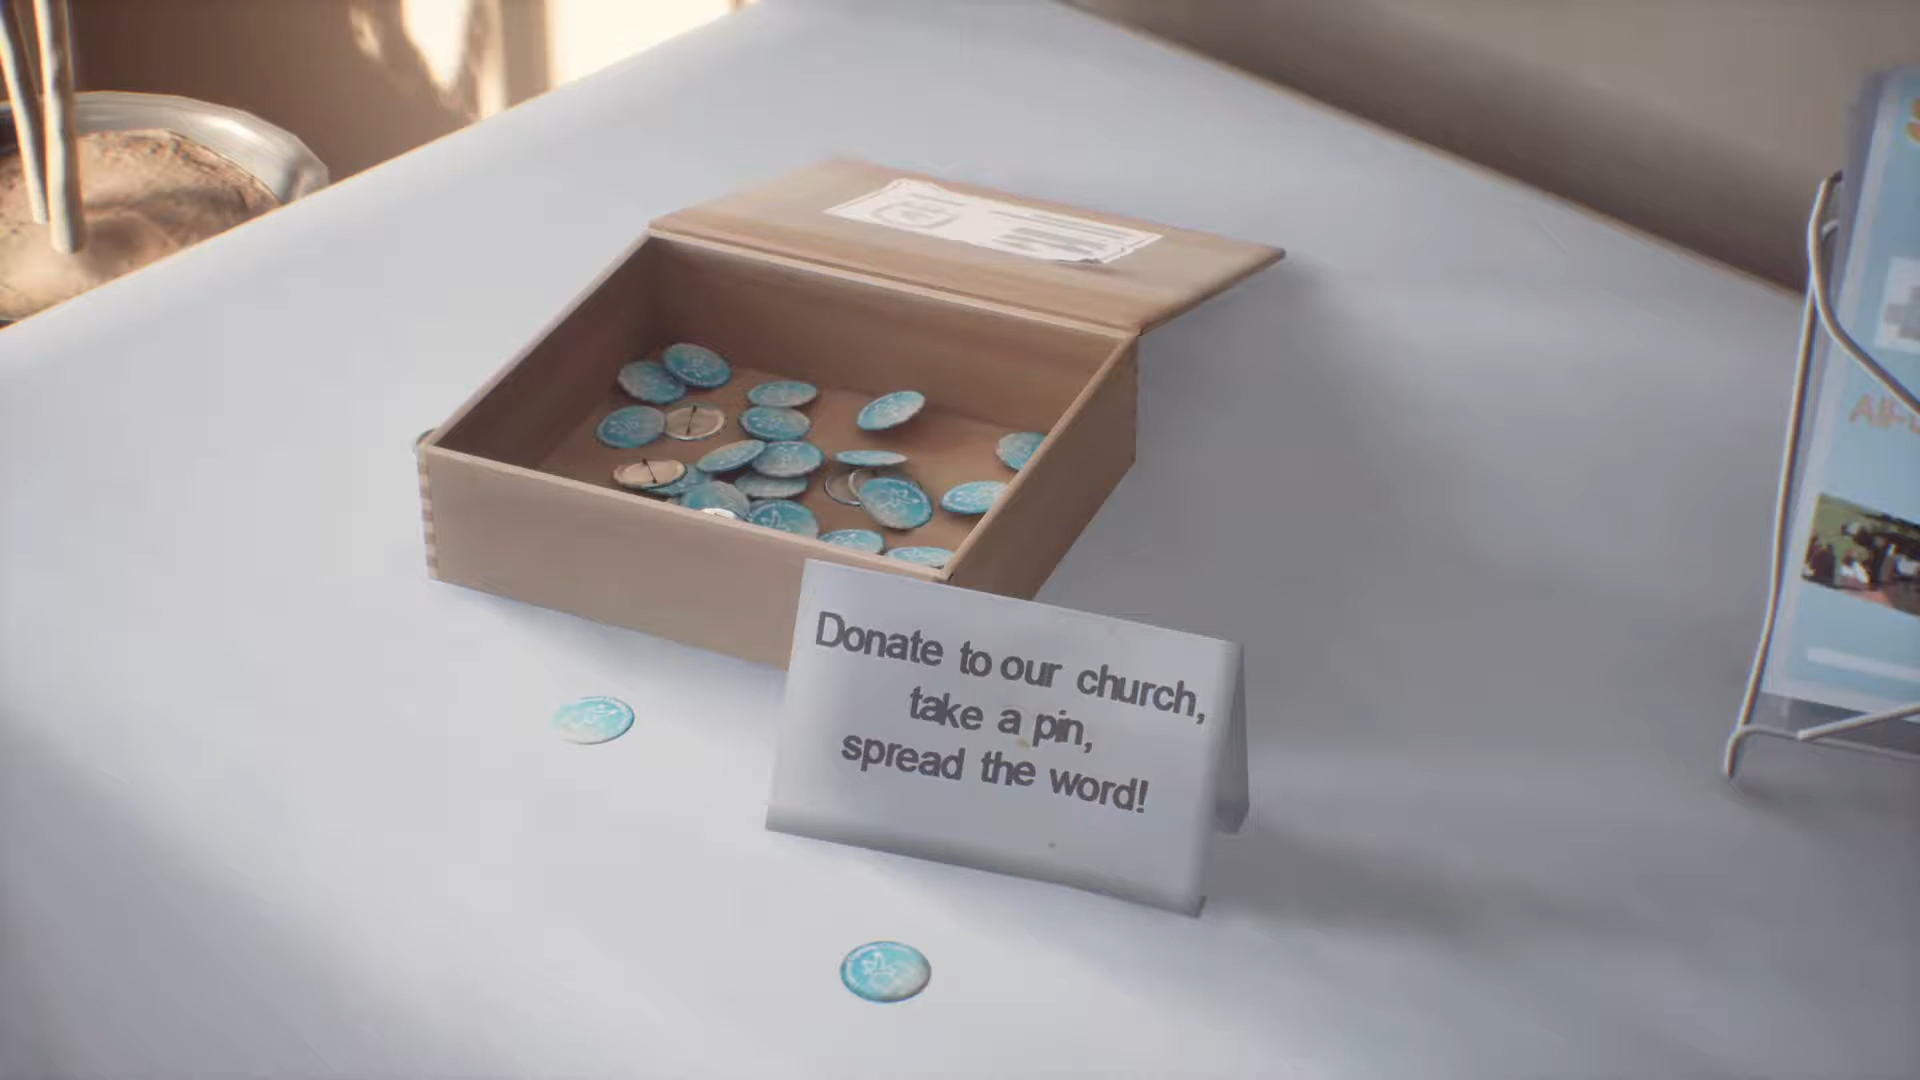 Donate to our church,
take a pin,
spread the word!